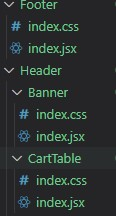 Footer
# index.css
index.jsx
Header
Banner
# index.css
index.jsx
CartTable
# index.css
index.jsx